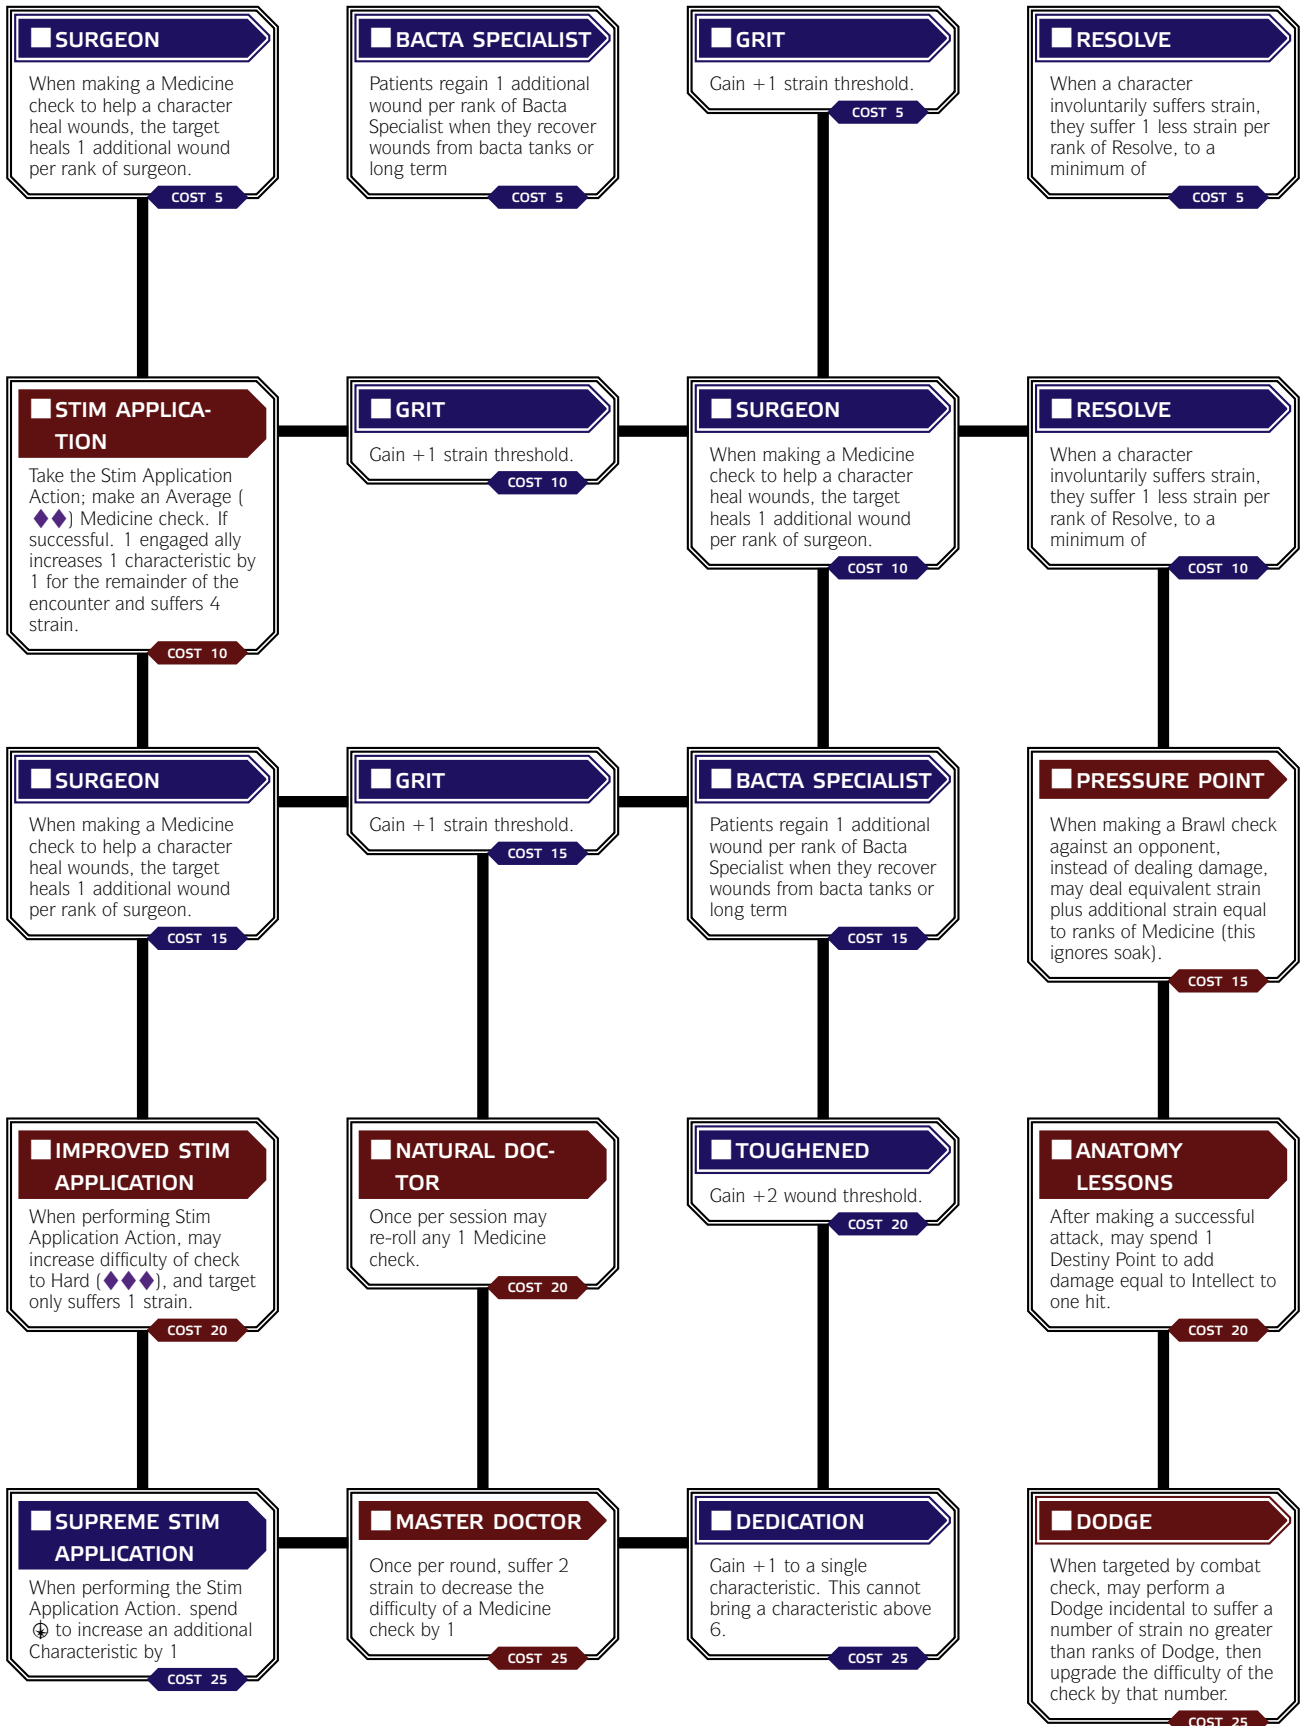 SURGEON
When making a Medicine
check to help a character
heal wounds, the target
heals 1 additional wound
per rank of surgeon.
COST 5
BACTA SPECIALIST
Patients regain 1 additional
wound per rank of Bacta
Specialist when they recover
wounds from bacta tanks or
long term
COST 5
GRIT
Gain +1 strain threshold.
COST 5
RESOLVE
When a character
involuntarily suffers strain,
they suffer 1 less strain per
rank of Resolve, to a
minimum of
COST 5
STIM APPLICA-
TION
Take the Stim Application
Action; make an Average (
♦♦) Medicine check. If
successful. 1 engaged ally
increases 1 characteristic by
1 for the remainder of the
encounter and suffers 4
strain.
COST 10
GRIT
Gain +1 strain threshold.
COST 10
SURGEON
When making a Medicine
check to help a character
heal wounds, the target
heals 1 additional wound
per rank of surgeon.
COST 10
RESOLVE
When a character
involuntarily suffers strain,
they suffer 1 less strain per
rank of Resolve, to a
minimum of
COST 10
SURGEON
When making a Medicine
check to help a character
heal wounds, the target
heals 1 additional wound
per rank of surgeon.
COST 15
GRIT
Gain +1 strain threshold.
COST 15
BACTA SPECIALIST
Patients regain 1 additional
wound per rank of Bacta
Specialist when they recover
wounds from bacta tanks or
long term
COST 15
PRESSURE POINT
When making a Brawl check
against an opponent,
instead of dealing damage,
may deal equivalent strain
plus additional strain equal
to ranks of Medicine (this
ignores soak).
COST 15
IMPROVED STIM
APPLICATION
When performing Stim
Application Action, may
increase difficulty of check
to Hard (♦♦♦), and target
only suffers 1 strain.
COST 20
NATURAL DOC-
TOR
Once per session may
re-roll any 1 Medicine
check.
COST 20
TOUGHENED
Gain +2 wound threshold.
COST 20
ANATOMY
LESSONS
After making a successful
attack, may spend 1
Destiny Point to add
damage equal to Intellect to
one hit.
COST 20
SUPREME STIM
APPLICATION
When performing the Stim
Application Action. spend
to increase an additional
Characteristic by 1
COST 25
MASTER DOCTOR
Once per round, suffer 2
strain to decrease the
difficulty of a Medicine
check by 1
COST 25
DEDICATION
Gain +1 to a single
characteristic. This cannot
bring a characteristic above
6.
COST 25
DODGE
When targeted by combat
check, may perform a
Dodge incidental to suffer a
number of strain no greater
than ranks of Dodge, then
upgrade the difficulty of the
check by that number.
COST 25